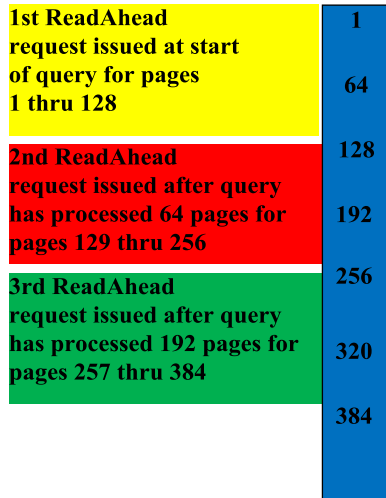 1st ReadAhead
request issued at start
of query for pages
1 thru 128
2nd ReadAhead
request issued after query
has processed 64 pages for
pages 129 thru 256
3rd ReadAhead
request issued after query
has processed 192 pages for
pages 257 thru 384
1
64
128
192
256
320
384